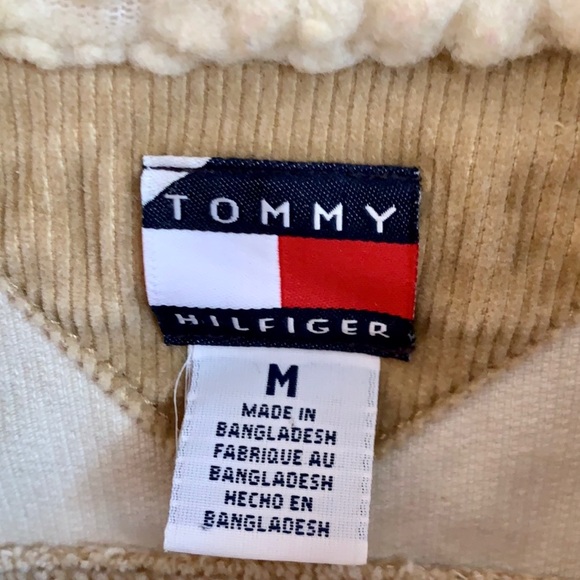 TOMMY
HILFIGER
M
MADE IN
BANGLADESH
FABRIQUE AU
BANGLADESH
HECHO EN
BANGLADESH